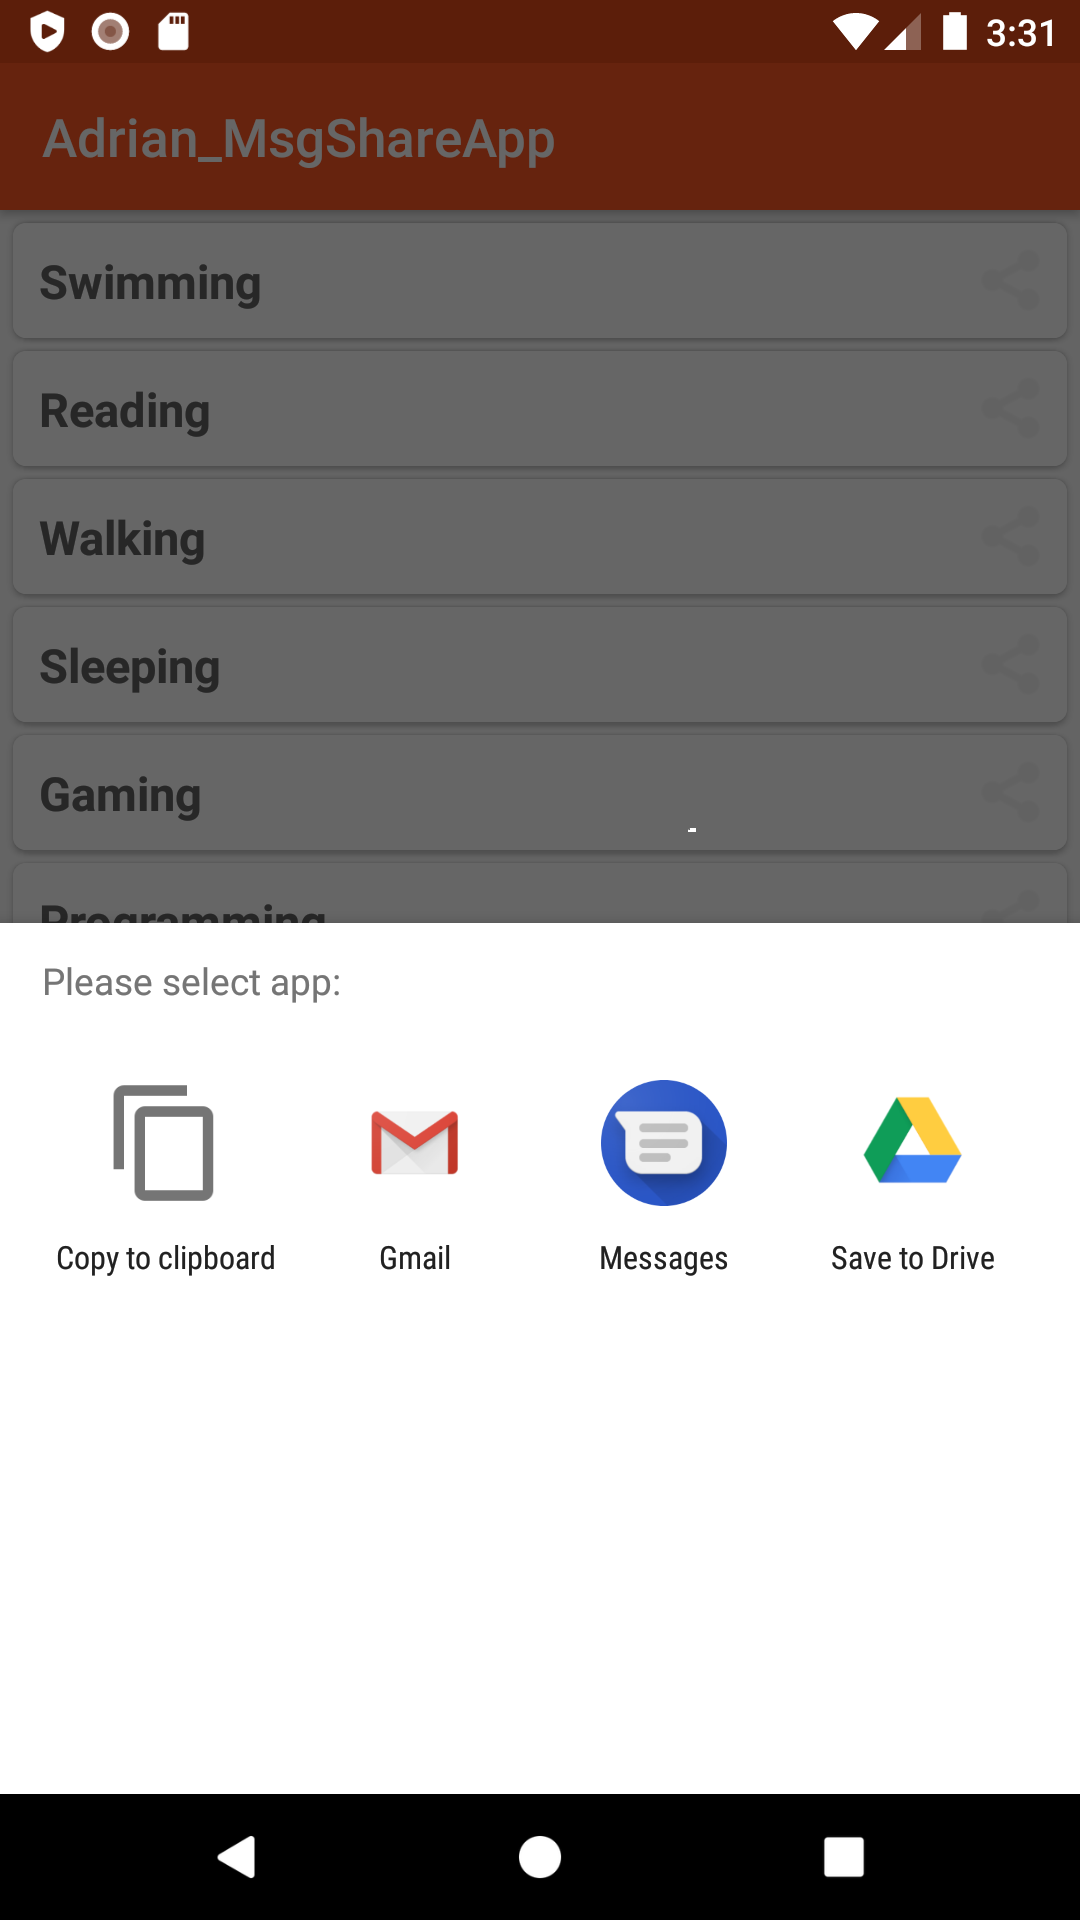 3:31
Adrian_MsgShareApp
Swimming
Reading
Walking
Sleeping
Gaming
Programming
Please select app:
Copy to clipboard
Gmail
Messages
Save to Drive